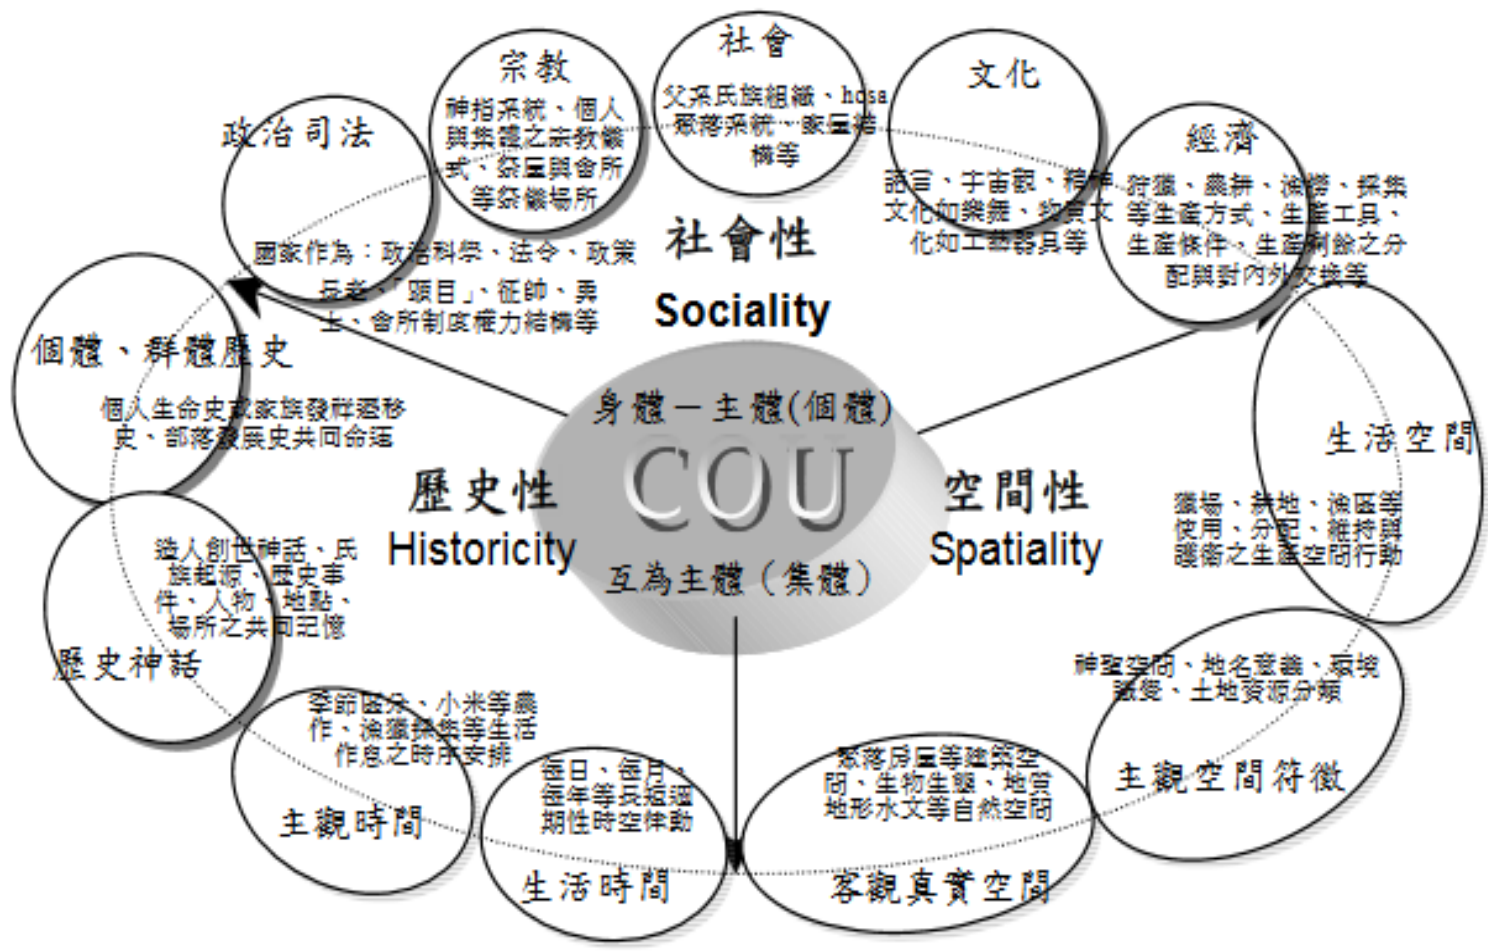 社會
父系氏族組織、hosa
聚落系統、家屋結
構等
宗教
神指系統、個人
與集體之宗教儀
式、祭屋與會所
等祭儀場所
文化
語言、宇宙觀、精神
文化如樂舞、物質文
化如工藝器具等
政治司法
國家作為：政治科學、法令、政策
長老、「頭目」、征帥、勇
士、會所制度權力結構等
經濟
狩獵、農耕、漁撈、採集
等生產方式、生產工具、
生產條件、生產剩餘之分
配與對內外交換等
社會性
Sociality
個體、群體歷史
個人生命史或家族發祥遷移
史、部落發展史共同命運
身體－主體(個體)
COU
互為主體（集體）
歷史性
Historicity
空間性
Spatiality
生活空間
獵場、耕地、漁區等
使用、分配、維持與
護衛之生產空間行動
造人創世神話、氏
族起源、歷史事
件、人物、地點、
場所之共同記憶
歷史神話
神聖空間、地名意義、環境
識覺、土地資源分類
主觀空間符徵
季節區分、小米等農
作、漁獵採集等生活
作息之時序安排
主觀時間
每日、每月、
每年等長短週
期性時空律動
生活時間
聚落房屋等建築空
間、生物生態、地質
地形水文等自然空間
客觀真實空間